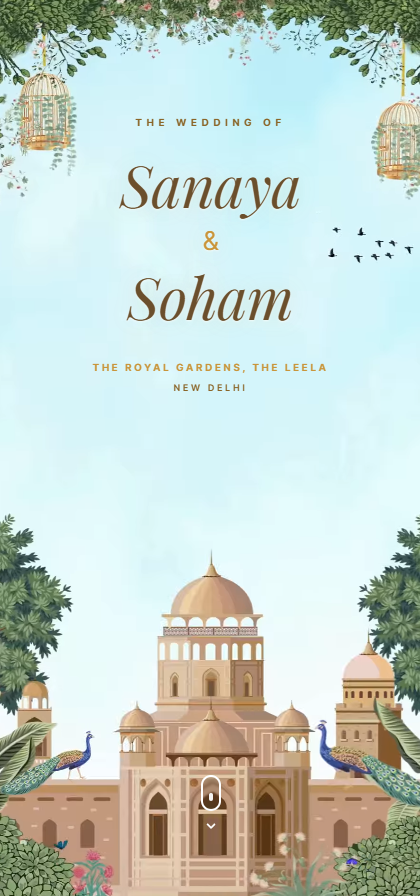 THE WEDDING OF
Sanaya
&
Soham
THE ROYAL GARDENS, THE LEELA
NEW DELHI